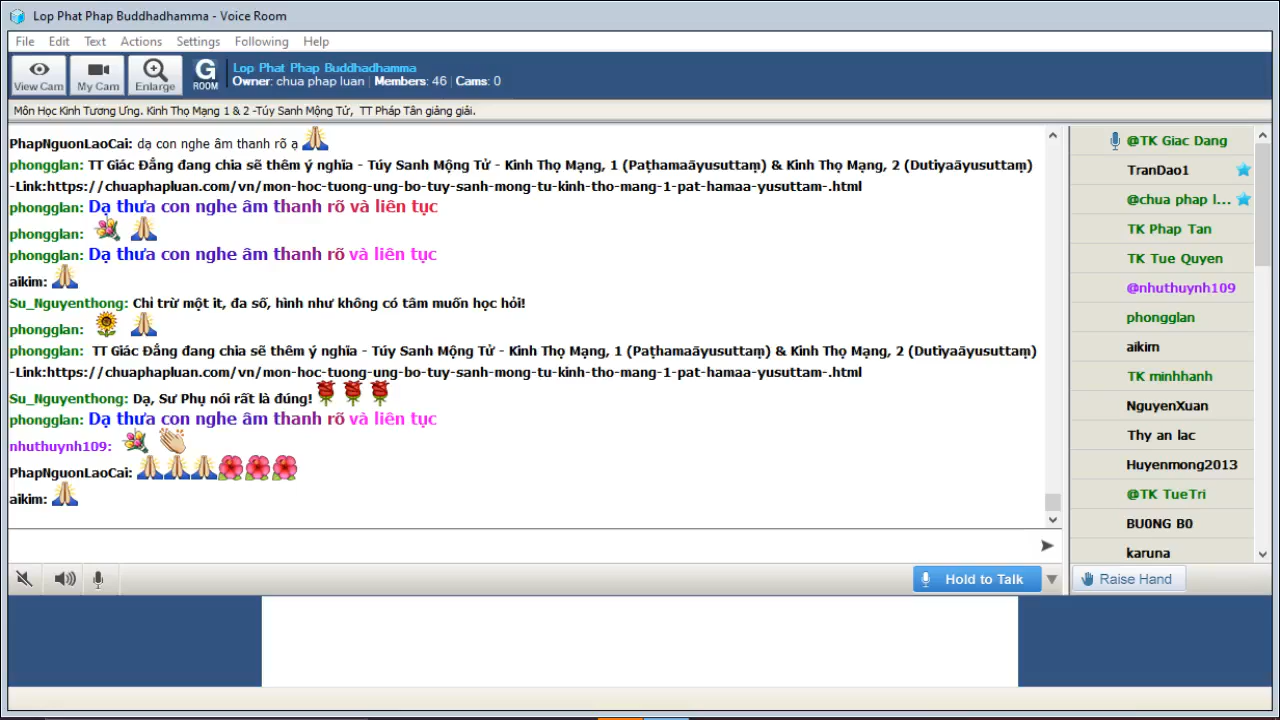 Lop Phat Phap Buddhadhamma - Voice Room
File Edit Text Actions Settings Following Help
View Cam My Cam Enlarge G ROOM
Lop Phat Phap Buddhadhamma
Owner: chua phap luan | Members: 46 | Cams: 0
Môn Học Kinh Tương Ưng. Kinh Thọ Mạng 1 & 2 -Túy Sanh Mộng Tử, TT Pháp Tân giảng giải.
PhapNguonLaoCai: dạ con nghe âm thanh rõ ạ
phongglan: TT Giác Đẳng đang chia sẽ thêm ý nghĩa - Túy Sanh Mộng Tử - Kinh Thọ Mạng, 1 (Paṭhamaāyusuttaṃ) & Kinh Thọ Mạng, 2 (Dutiyaāyusuttaṃ)
-Link:https://chuaphapluan.com/vn/mon-hoc-tuong-ung-bo-tuy-sanh-mong-tu-kinh-tho-mang-1-pat-hamaa-yusuttam-.html
phongglan: Dạ thưa con nghe âm thanh rõ và liên tục
phongglan:
phongglan: Dạ thưa con nghe âm thanh rõ và liên tục
aikim:
Su_Nguyenthong: Chỉ trừ một ít, đa số, hình như không có tâm muốn học hỏi!
phongglan:
phongglan: TT Giác Đẳng đang chia sẽ thêm ý nghĩa - Túy Sanh Mộng Tử - Kinh Thọ Mạng, 1 (Paṭhamaāyusuttaṃ) & Kinh Thọ Mạng, 2 (Dutiyaāyusuttaṃ)
-Link:https://chuaphapluan.com/vn/mon-hoc-tuong-ung-bo-tuy-sanh-mong-tu-kinh-tho-mang-1-pat-hamaa-yusuttam-.html
Su_Nguyenthong: Dạ, Sư Phụ nói rất là đúng!
phongglan: Dạ thưa con nghe âm thanh rõ và liên tục
nhuthuynh109:
PhapNguonLaoCai:
aikim:
@TK Giac Dang
TranDao1
@chua phap l...
TK Phap Tan
TK Tue Quyen
@nhuthuynh109
phongglan
aikim
TK minhhanh
NguyenXuan
Thy an lac
Huyenmong2013
@TK TueTri
BU0NG B0
karuna
Hold to Talk
Raise Hand